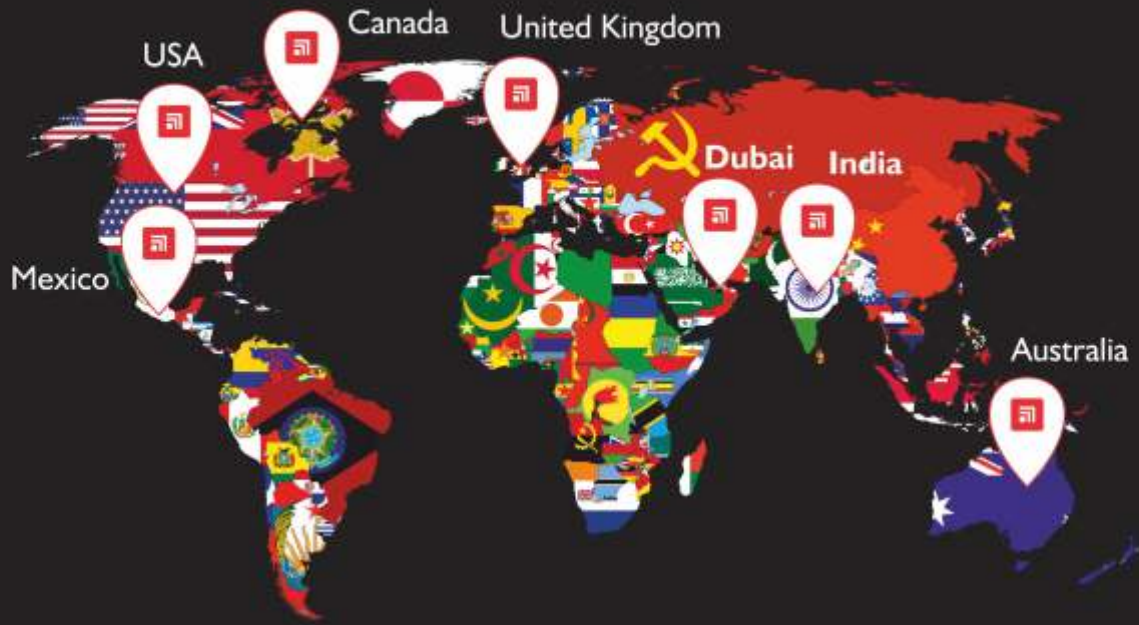 Canada
United Kingdom
USA
Dubai
India
Mexico
Australia